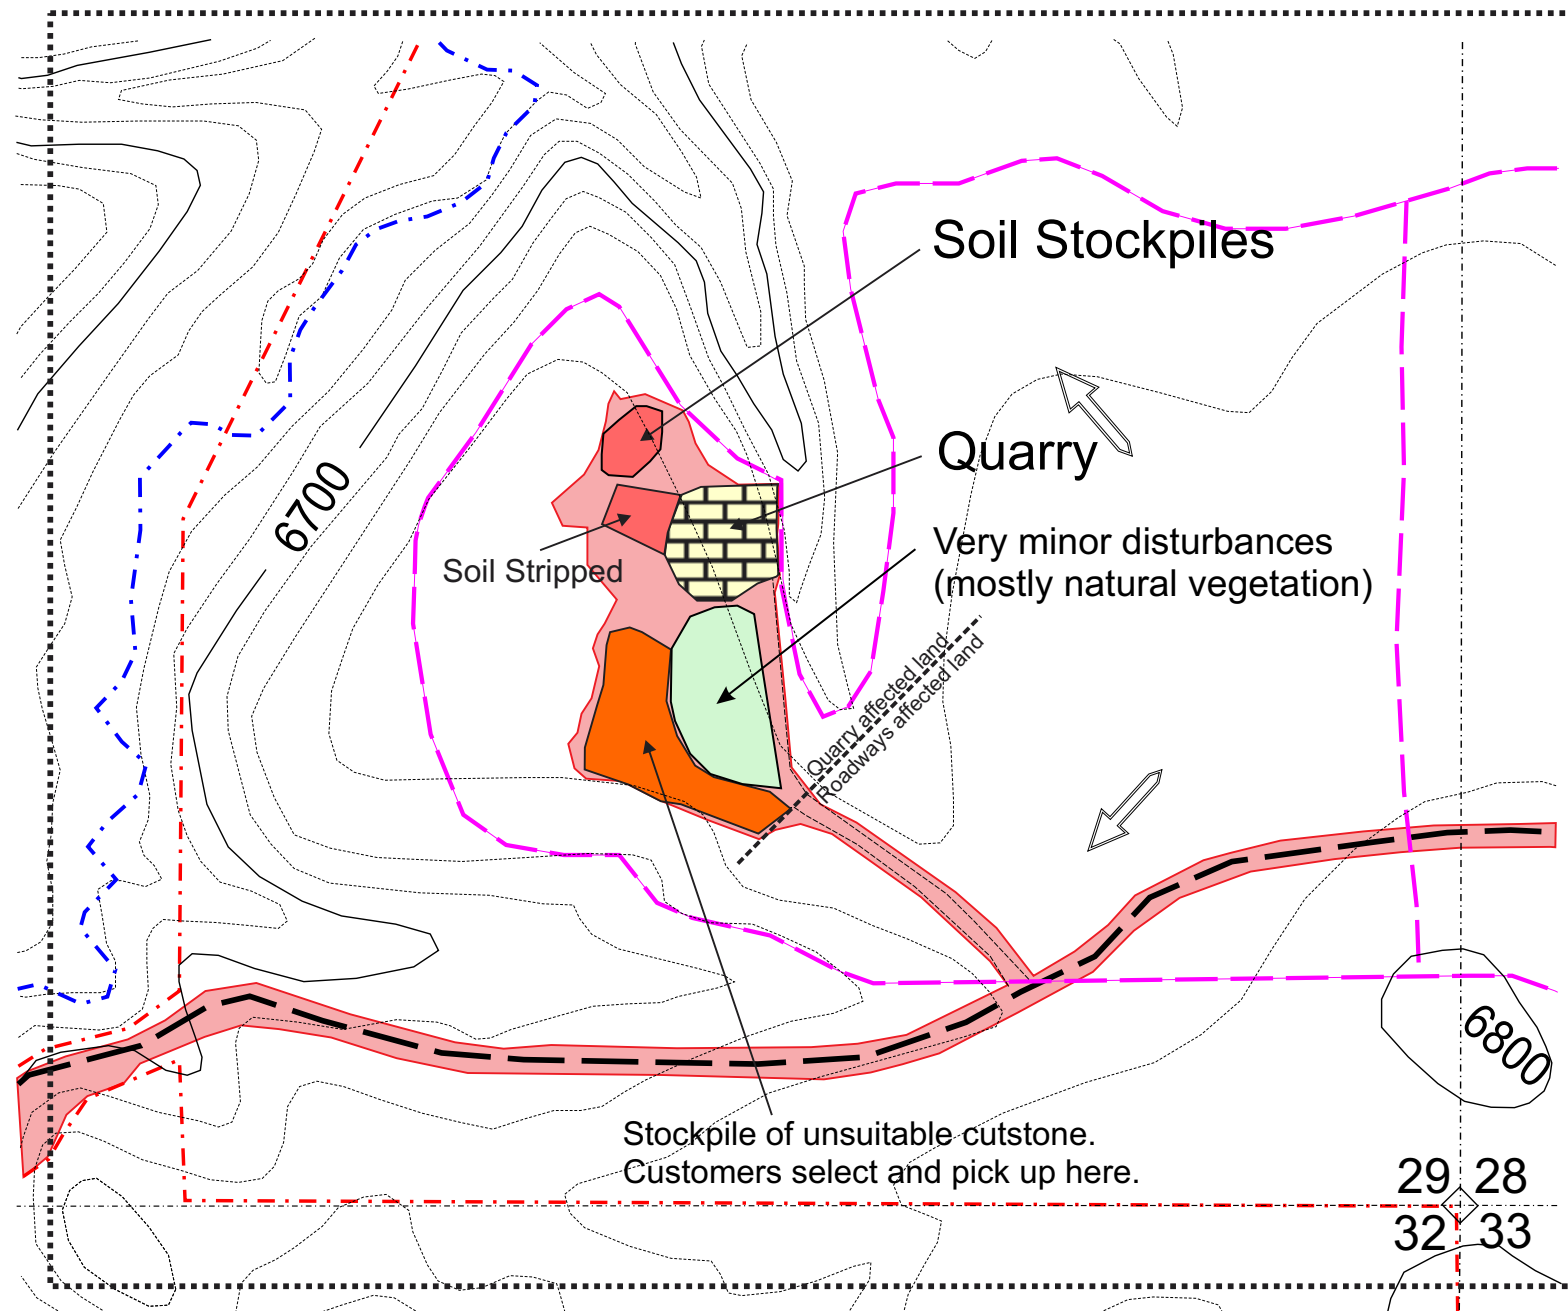 Soil Stockpiles
Quarry
6700
Very minor disturbances
(mostly natural vegetation)
Soil Stripped
Quarry affected land
Roadways affected land
6800
Stockpile of unsuitable cutstone.
Customers select and pick up here.
29 28
32 33